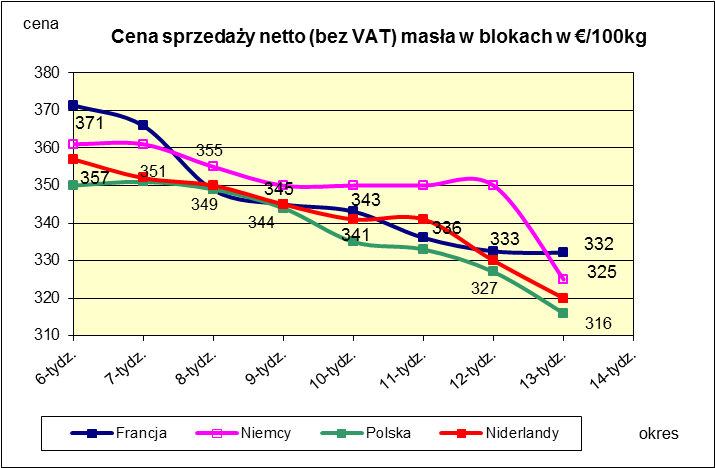 cena
Cena sprzedaży netto (bez VAT) masła w blokach w €/100kg
380
370
360
350
340
330
320
310
371
357
351
355
349
344
345
343
341
336
333
327
332
325
316
6-tydz.
7-tydz.
8-tydz.
9-tydz.
10-tydz.
11-tydz.
12-tydz.
13-tydz.
14-tydz.
Francja Niemcy Polska Niderlandy
okres